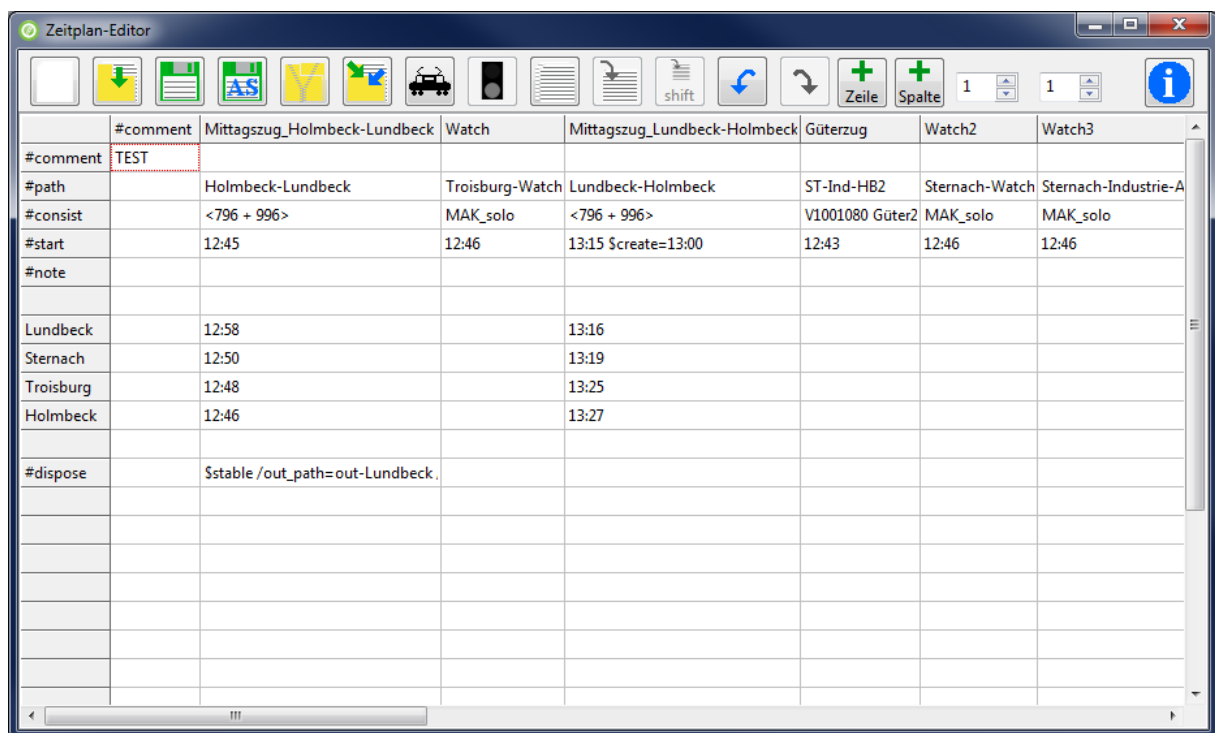 Zeitplan-Editor
AS
shift
Zeile
Spalte
1
1
#comment Mittagszug_Holmbeck-Lundbeck Watch Mittagszug_Lundbeck-Holmbeck Güterzug Watch2 Watch3
#comment TEST
#path Holmbeck-Lundbeck Troisburg-Watch Lundbeck-Holmbeck ST-Ind-HB2 Sternach-Watch Sternach-Industrie-A
#consist <796 + 996> MAK_solo <796 + 996> V1001080 Güter2 MAK_solo MAK_solo
#start 12:45 12:46 13:15 $create=13:00 12:43 12:46 12:46
#note
Lundbeck 12:58 13:16
Sternach 12:50 13:19
Troisburg 12:48 13:25
Holmbeck 12:46 13:27
#dispose $stable /out_path=out-Lundbeck